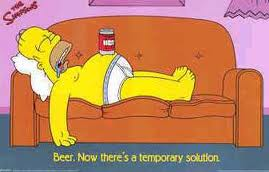 THE
SIMPSONS
Beer. Now there's a temporary solution.